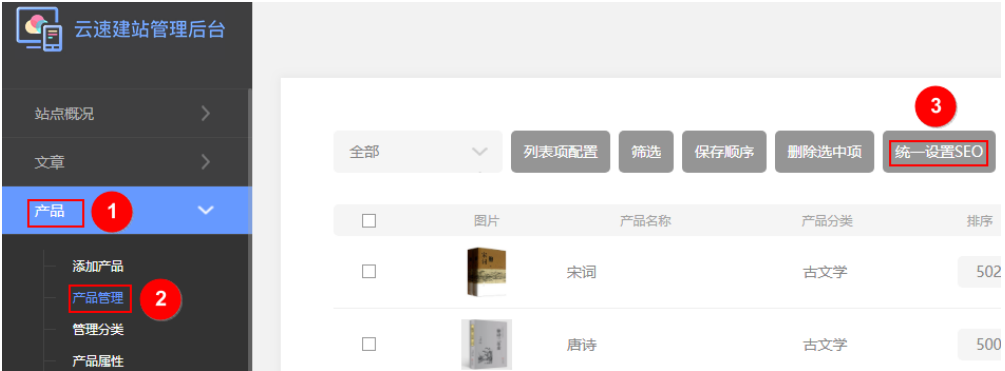 云速建站管理后台
站点概况
文章
产品 1
添加产品
产品管理 2
管理分类
产品属性
3
全部 列表项配置 筛选 保存顺序 删除选中项 统一设置SEO
图片 产品名称 产品分类 排序
宋词 古文学 502
唐诗 古文学 500